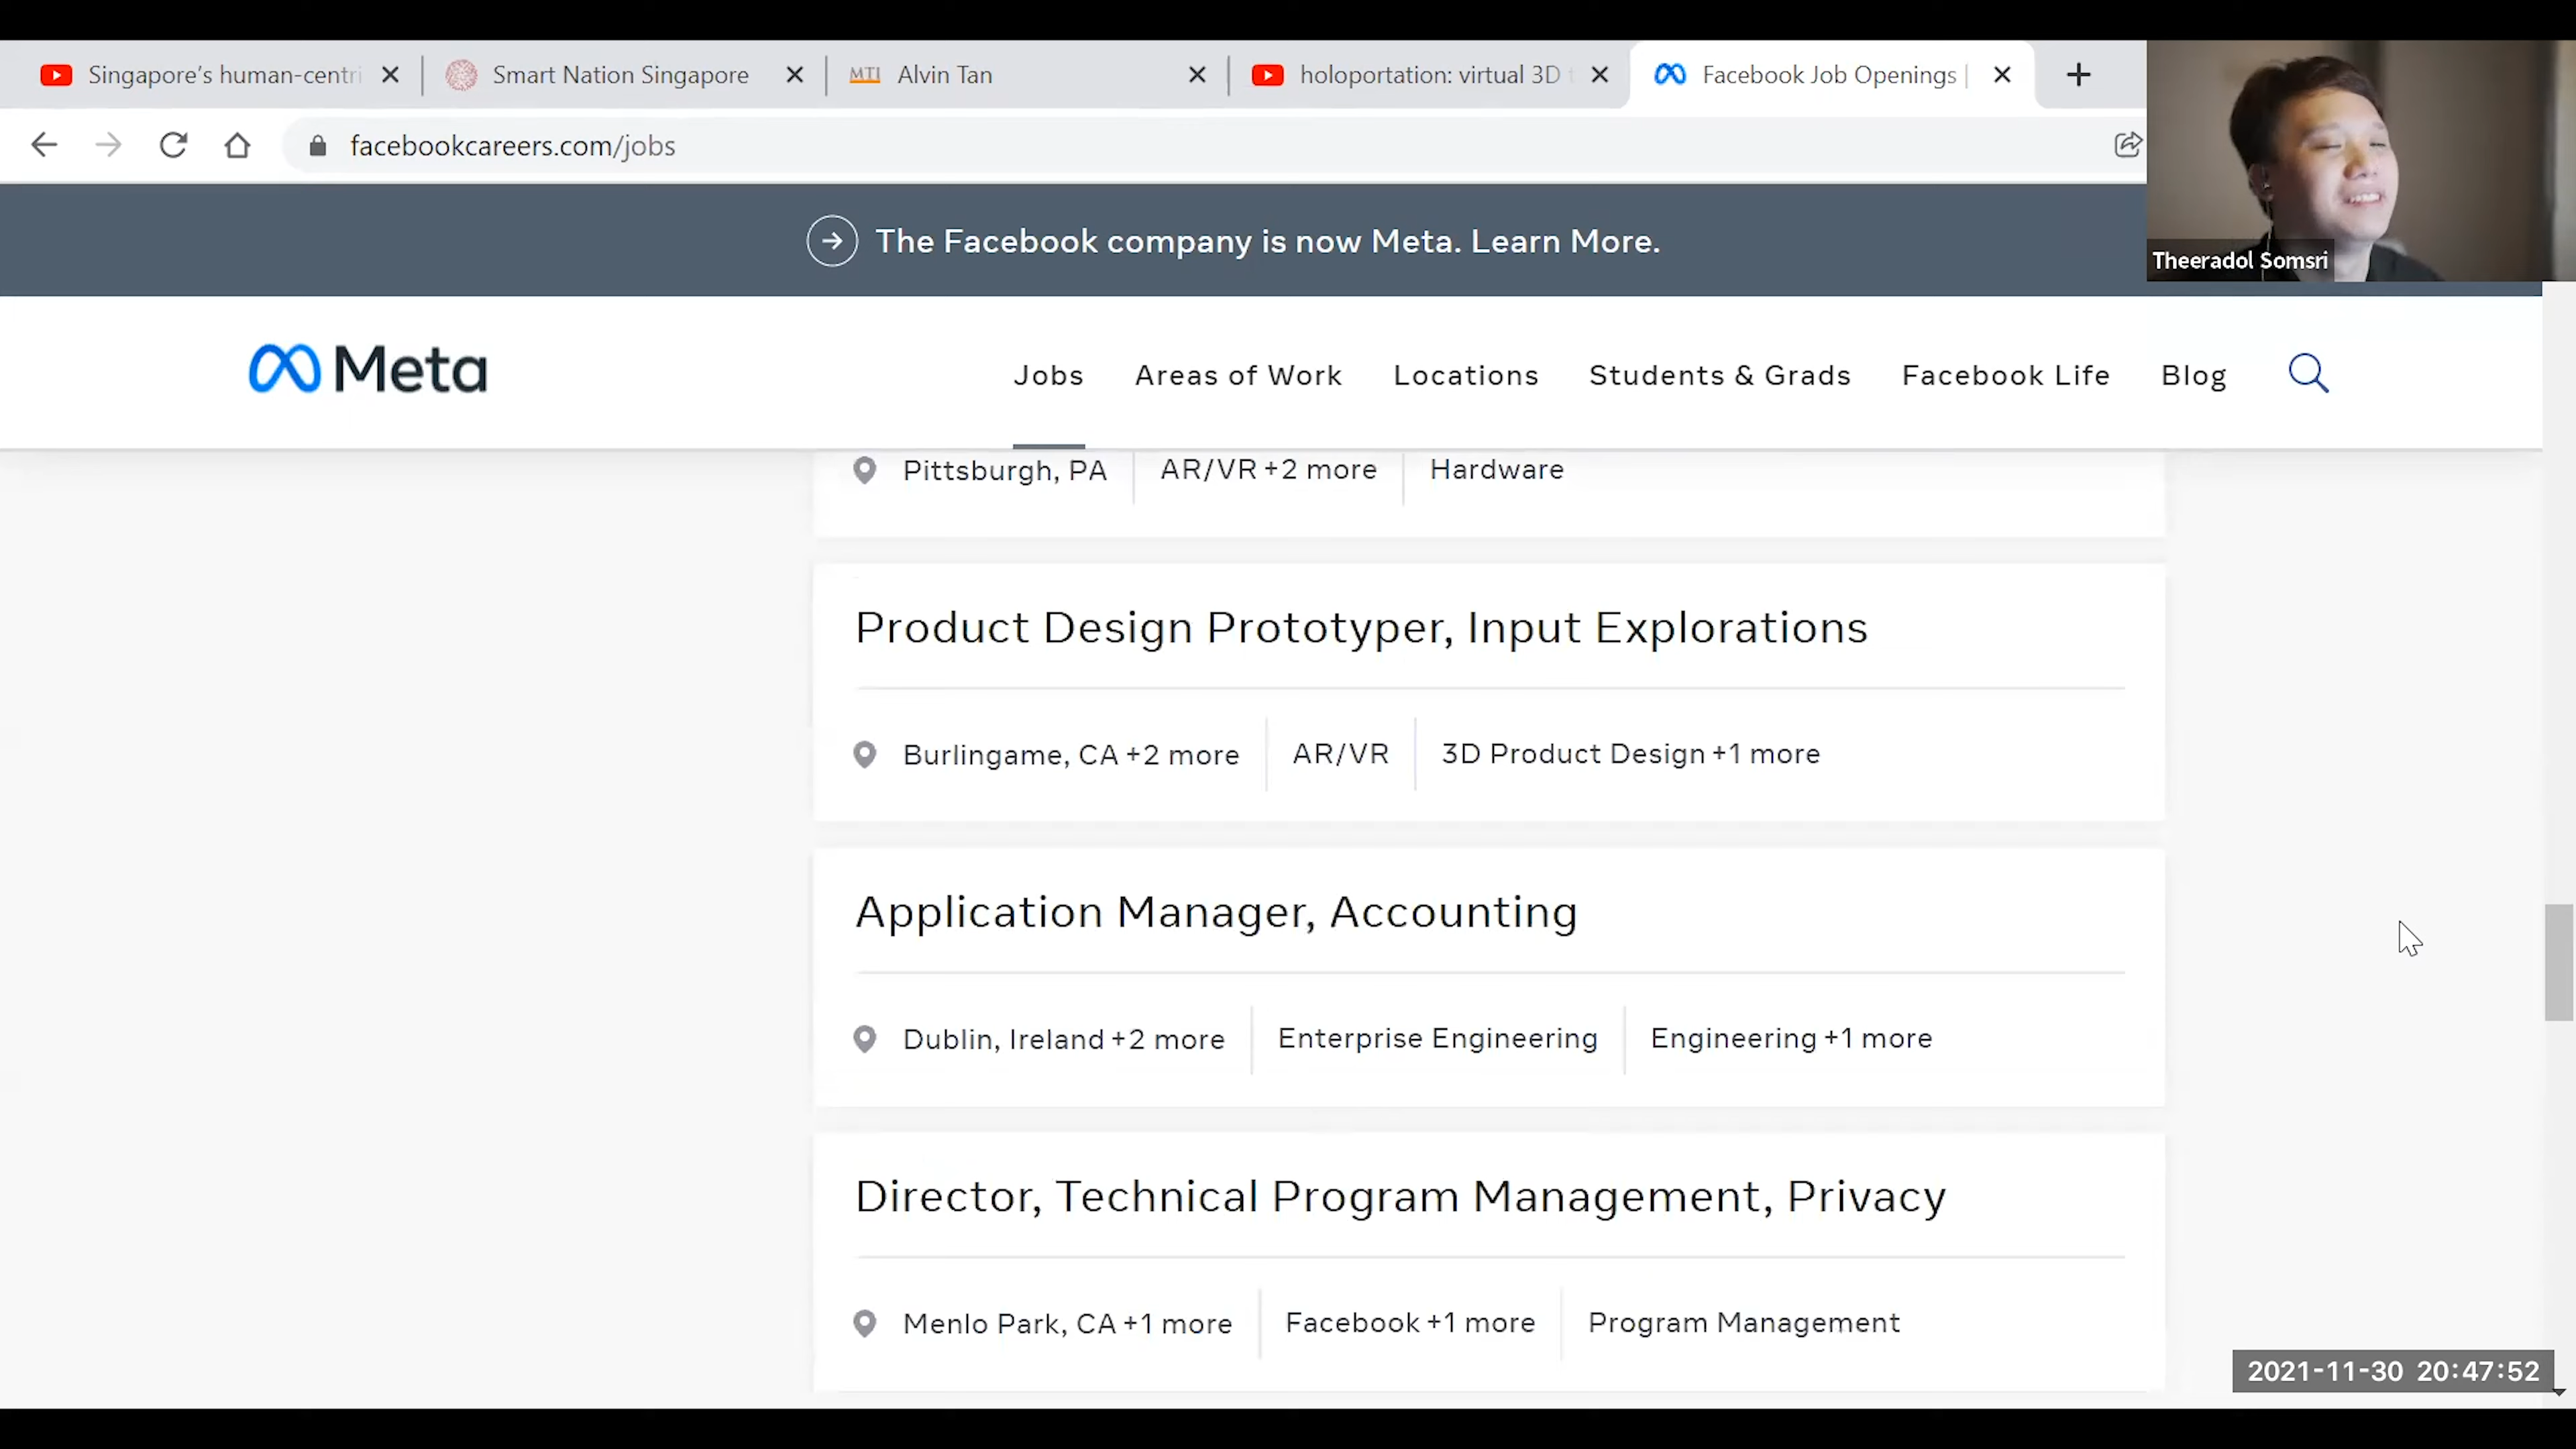 Singapore's human-centri
Smart Nation Singapore
MTI Alvin Tan
holoportation: virtual 3D t
Facebook Job Openings |
facebookcareers.com/jobs
The Facebook company is now Meta. Learn More.
Theeradol Somsri
Meta
Jobs Areas of Work Locations Students & Grads Facebook Life Blog
Pittsburgh, PA AR/VR +2 more Hardware
Product Design Prototyper, Input Explorations
Burlingame, CA +2 more AR/VR 3D Product Design +1 more
Application Manager, Accounting
Dublin, Ireland +2 more Enterprise Engineering Engineering +1 more
Director, Technical Program Management, Privacy
Menlo Park, CA +1 more Facebook +1 more Program Management
2021-11-30 20:47:52